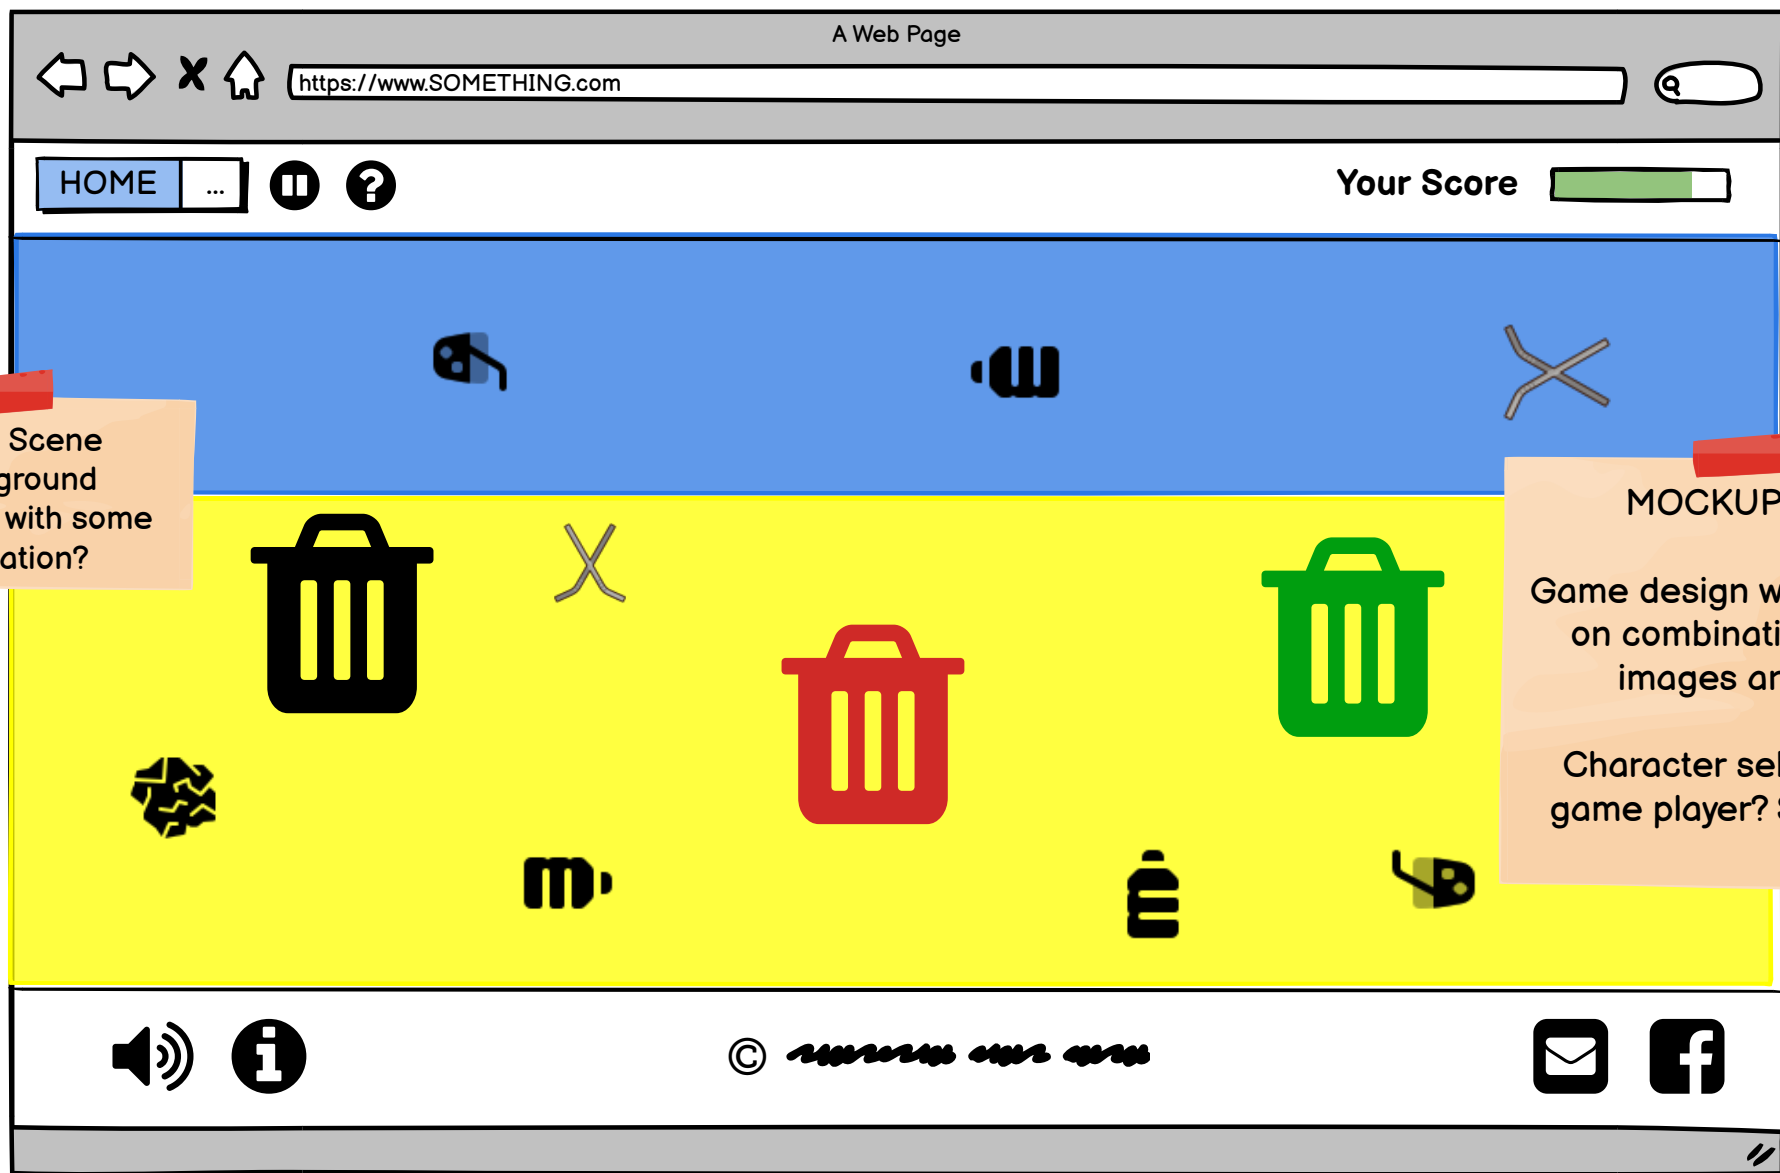 A Web Page
https://www.SOMETHING.com
HOME
...
Your Score
Scene
ground
with some
ation?
MOCKUP
Game design w
on combinati
images ar
Character sel
game player?
©